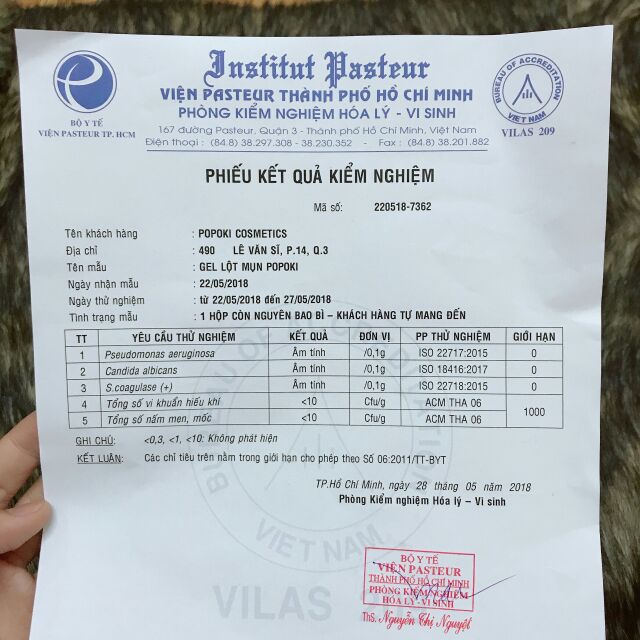 Institut Pasteur
VIỆN PASTEUR THÀNH PHỐ HỒ CHÍ MINH
PHÒNG KIỂM NGHIỆM HÓA LÝ - VI SINH
167 đường Pasteur, Quận 3 - Thành phố Hồ Chí Minh, Việt Nam
Điện thoại : (84.8) 38.297.308 - 38.230.352 - Fax : (84.8) 38.201.882
BỘ Y TẾ
VIỆN PASTEUR TP. HCM
BUREAU OF ACCREDITATION
VIET NAM
VILAS 209
PHIẾU KẾT QUẢ KIỂM NGHIỆM
Mã số: 220518-7362
Tên khách hàng : POPOKI COSMETICS
Địa chỉ : 490 LÊ VĂN SĨ, P.14, Q.3
Tên mẫu : GEL LỘT MỤN POPOKI
Ngày nhận mẫu : 22/05/2018
Ngày thử nghiệm : từ 22/05/2018 đến 27/05/2018
Tình trạng mẫu : 1 HỘP CÒN NGUYÊN BAO BÌ – KHÁCH HÀNG TỰ MANG ĐẾN
TT YÊU CẦU THỬ NGHIỆM KẾT QUẢ ĐƠN VỊ PP THỬ NGHIỆM GIỚI HẠN
1 Pseudomonas aeruginosa Âm tính /0,1g ISO 22717:2015 0
2 Candida albicans Âm tính /0,1g ISO 18416:2017 0
3 S.coagulase (+) Âm tính /0,1g ISO 22718:2015 0
4 Tổng số vi khuẩn hiếu khí <10 Cfu/g ACM THA 06 1000
5 Tổng số nấm men, mốc <10 Cfu/g ACM THA 06
GHI CHÚ: <0,3, <1, <10: Không phát hiện
KẾT LUẬN: Các chỉ tiêu trên nằm trong giới hạn cho phép theo Số 06:2011/TT-BYT
TP.Hồ Chí Minh, ngày 28 tháng 05 năm 2018
Phòng Kiểm nghiệm Hóa lý – Vi sinh
BUREAU OF ACCREDITATION
VIET NAM
VILAS 209
BỘ Y TẾ
VIỆN PASTEUR
THÀNH PHỐ HỒ CHÍ MINH
PHÒNG KIỂM NGHIỆM
HÓA LÝ - VI SINH
ThS. Nguyễn Thị Nguyệt